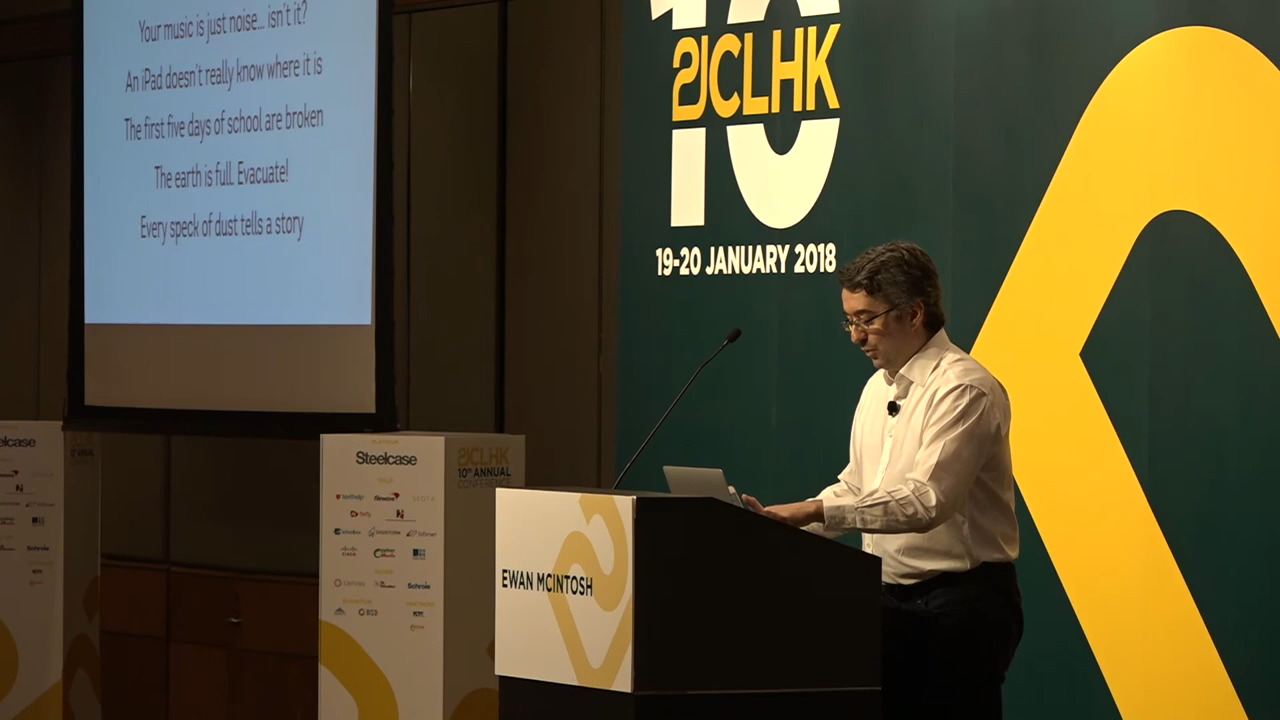 Your music is just noise... isn't it?
An iPad doesn't really know where it is
The first five days of school are broken
The earth is full. Evacuate!
Every speck of dust tells a story
10
21CLHK
19-20 JANUARY 2018
elcase
Steelcase
21CLHK
10th ANNUAL
CONFERENCE
Schrole
EWAN MCINTOSH